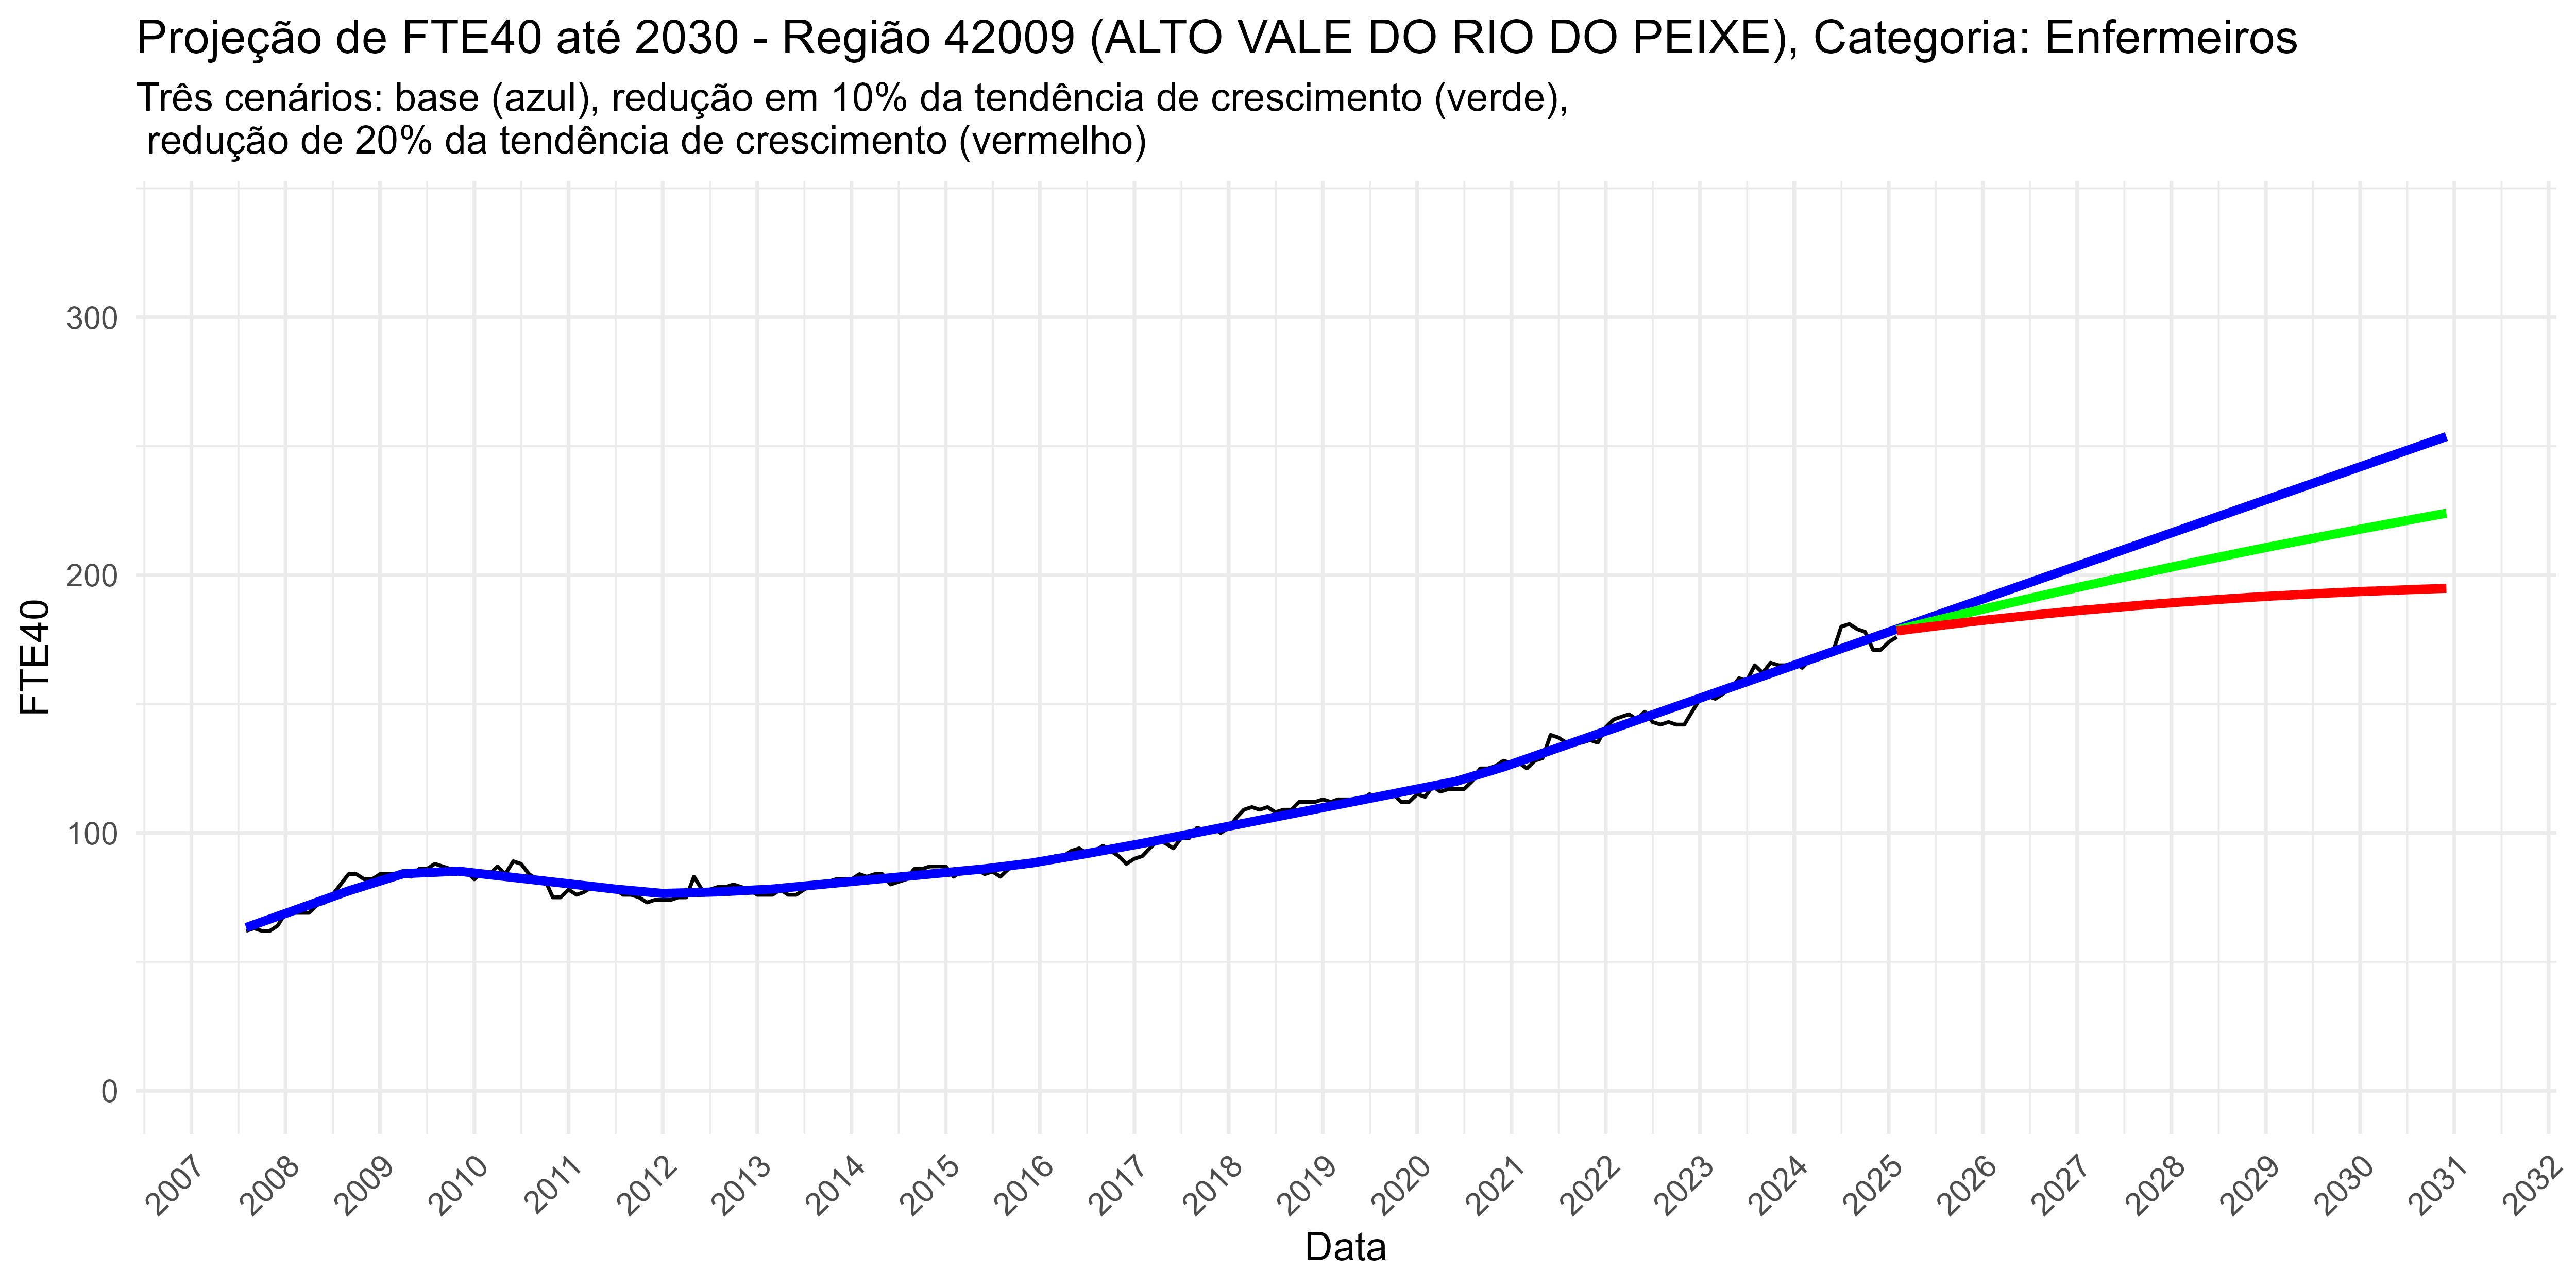 Projeção de FTE40 até 2030 - Região 42009 (ALTO VALE DO RIO DO PEIXE), Categoria: Enfermeiros
Três cenários: base (azul), redução em 10% da tendência de crescimento (verde),
redução de 20% da tendência de crescimento (vermelho)
300
200
100
0
FTE40
2007 2008 2009 2010 2011 2012 2013 2014 2015 2016 2017 2018 2019 2020 2021 2022 2023 2024 2025 2026 2027 2028 2029 2030 2031 2032
Data